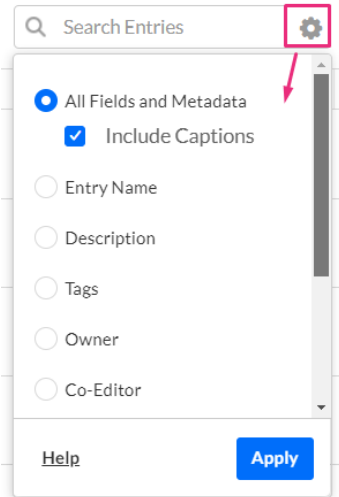 Search Entries
All Fields and Metadata
Include Captions
Entry Name
Description
Tags
Owner
Co-Editor
Help
Apply